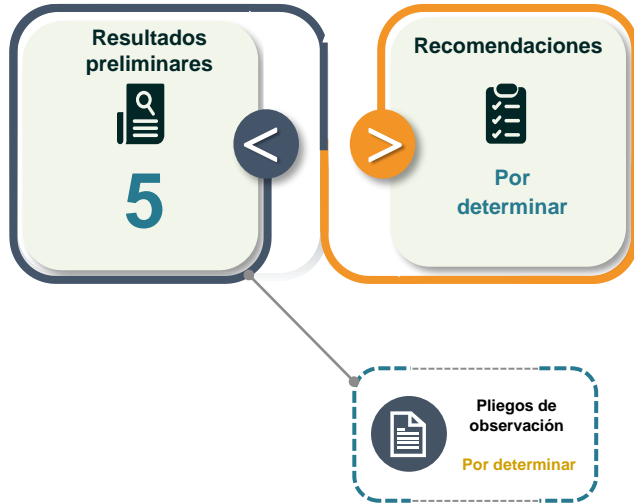 Resultados
preliminares
5
<
Recomendaciones
>
Por
determinar
Pliegos de
observación
Por determinar